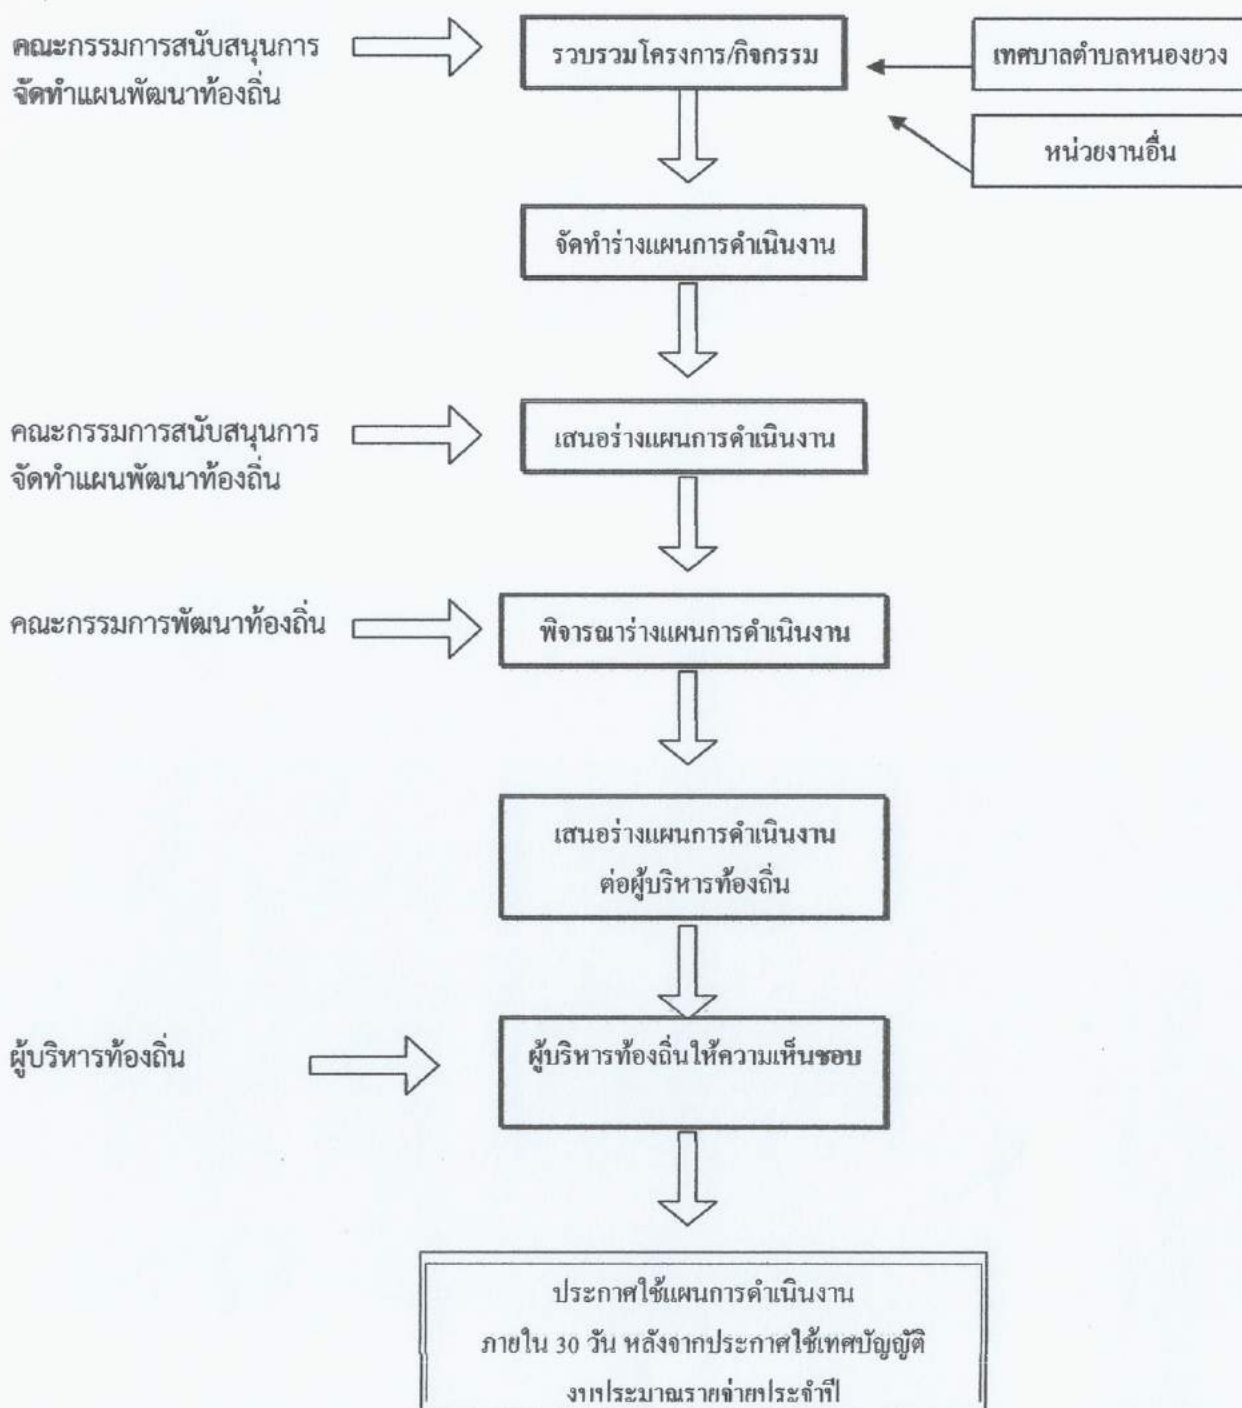 คณะกรรมการสนับสนุนการ
จัดทำแผนพัฒนาท้องถิ่น
รวบรวมโครงการ/กิจกรรม
เทศบาลตำบลหนองยวง
หน่วยงานอื่น
จัดทำร่างแผนการดำเนินงาน
คณะกรรมการสนับสนุนการ
จัดทำแผนพัฒนาท้องถิ่น
เสนอร่างแผนการดำเนินงาน
คณะกรรมการพัฒนาท้องถิ่น
พิจารณาร่างแผนการดำเนินงาน
เสนอร่างแผนการดำเนินงาน
ต่อผู้บริหารท้องถิ่น
ผู้บริหารท้องถิ่น
ผู้บริหารท้องถิ่นให้ความเห็นชอบ
ประกาศใช้แผนการดำเนินงาน
ภายใน 30 วัน หลังจากประกาศใช้เทศบัญญัติ
งบประมาณรายจ่ายประจำปี